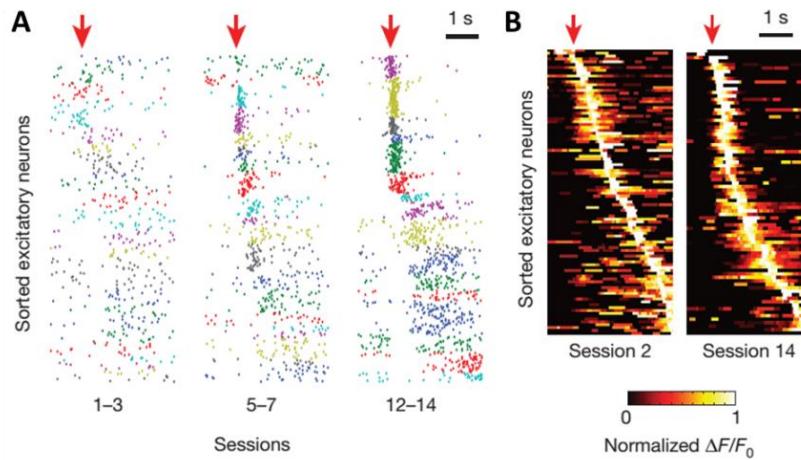 A
1 s
Sorted excitatory neurons
1–3
5–7
12–14
Sessions
B
1 s
Sorted excitatory neurons
Session 2
Session 14
0
1
Normalized ΔF/F0